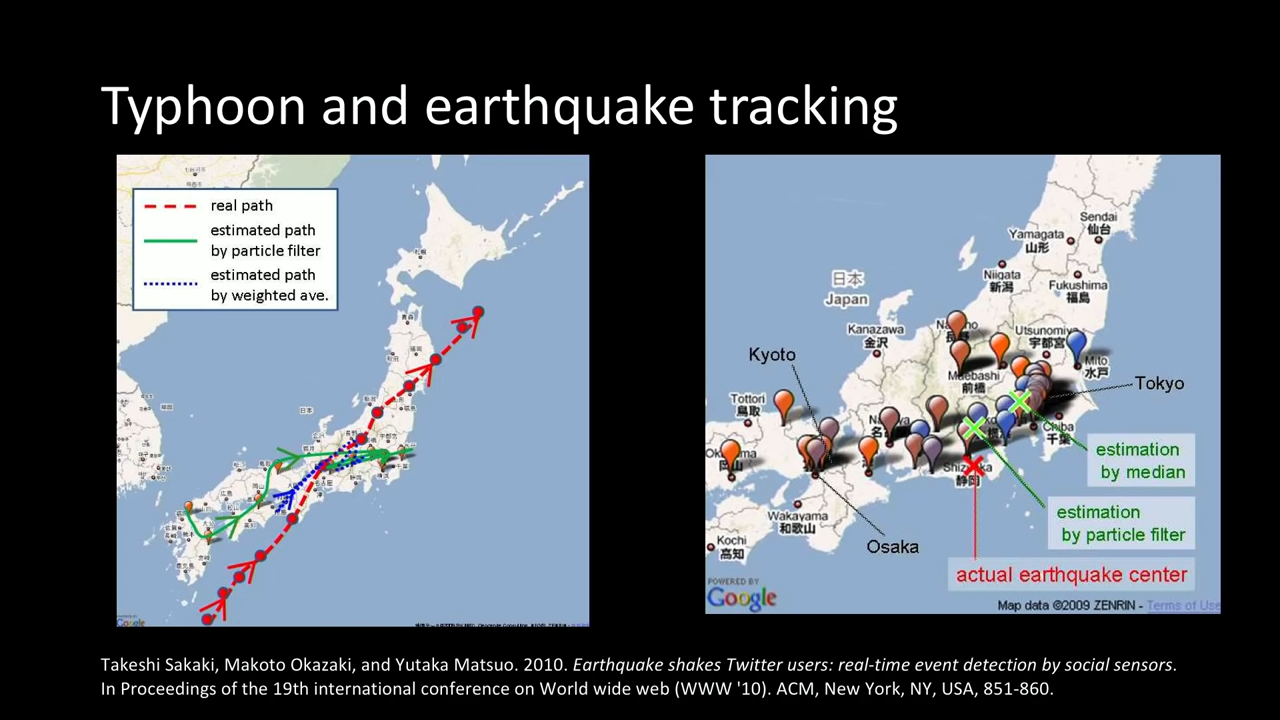 Typhoon and earthquake tracking
real path
estimated path
by particle filter
estimated path
by weighted ave.
日本
札幌
Sendai
仙台
Yamagata
山形
Niigata
新潟
Fukushima
福島
日本
Japan
Kanazawa
金沢
Utsunomiya
宇都宮
Mito
水戸
Maebashi
前橋
Kyoto
Tokyo
Tottori
鳥取
Chiba
千葉
岡山
静岡
Wakayama
和歌山
Kochi
高知
Osaka
estimation
by median
estimation
by particle filter
actual earthquake center
POWERED BY
Google
Map data ©2009 ZENRIN - Terms of Use
Takeshi Sakaki, Makoto Okazaki, and Yutaka Matsuo. 2010. Earthquake shakes Twitter users: real-time event detection by social sensors.
In Proceedings of the 19th international conference on World wide web (WWW '10). ACM, New York, NY, USA, 851-860.